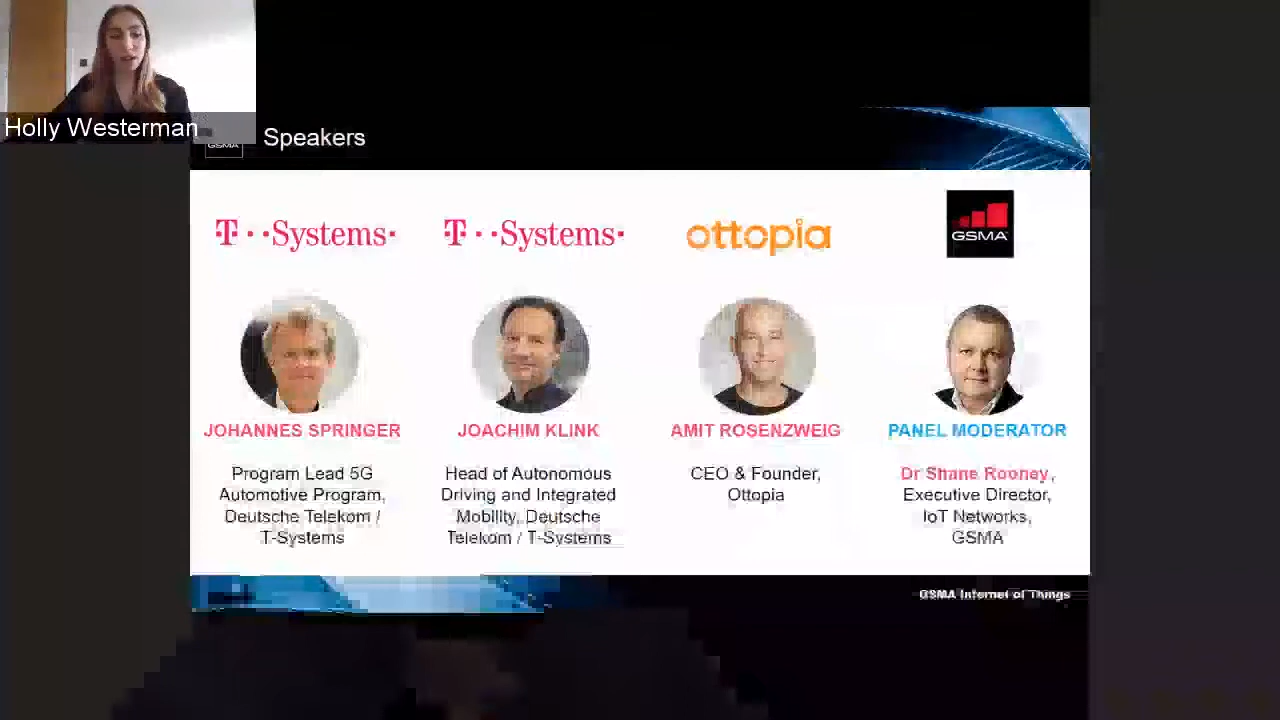 Holly Westerman
GSMA
Speakers
T··Systems·
T··Systems·
ottopia
GSMA
JOHANNES SPRINGER
Program Lead 5G
Automotive Program,
Deutsche Telekom /
T-Systems
JOACHIM KLINK
Head of Autonomous
Driving and Integrated
Mobility, Deutsche
Telekom / T-Systems
AMIT ROSENZWEIG
CEO & Founder,
Ottopia
PANEL MODERATOR
Dr Shane Rooney,
Executive Director,
IoT Networks,
GSMA
GSMA Internet of Things